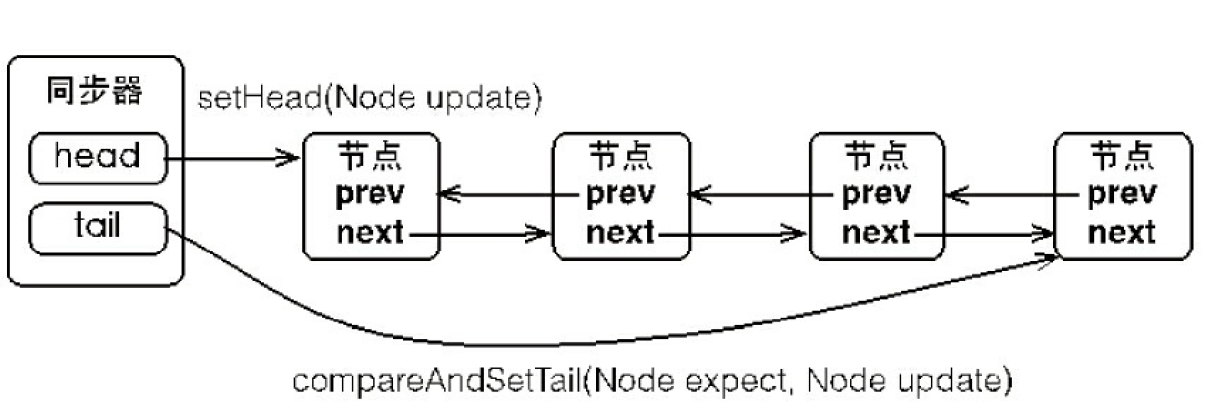 同步器
setHead(Node update)
head
tail
节点
prev
next
节点
prev
next
节点
prev
next
节点
prev
next
compareAndSetTail(Node expect, Node update)